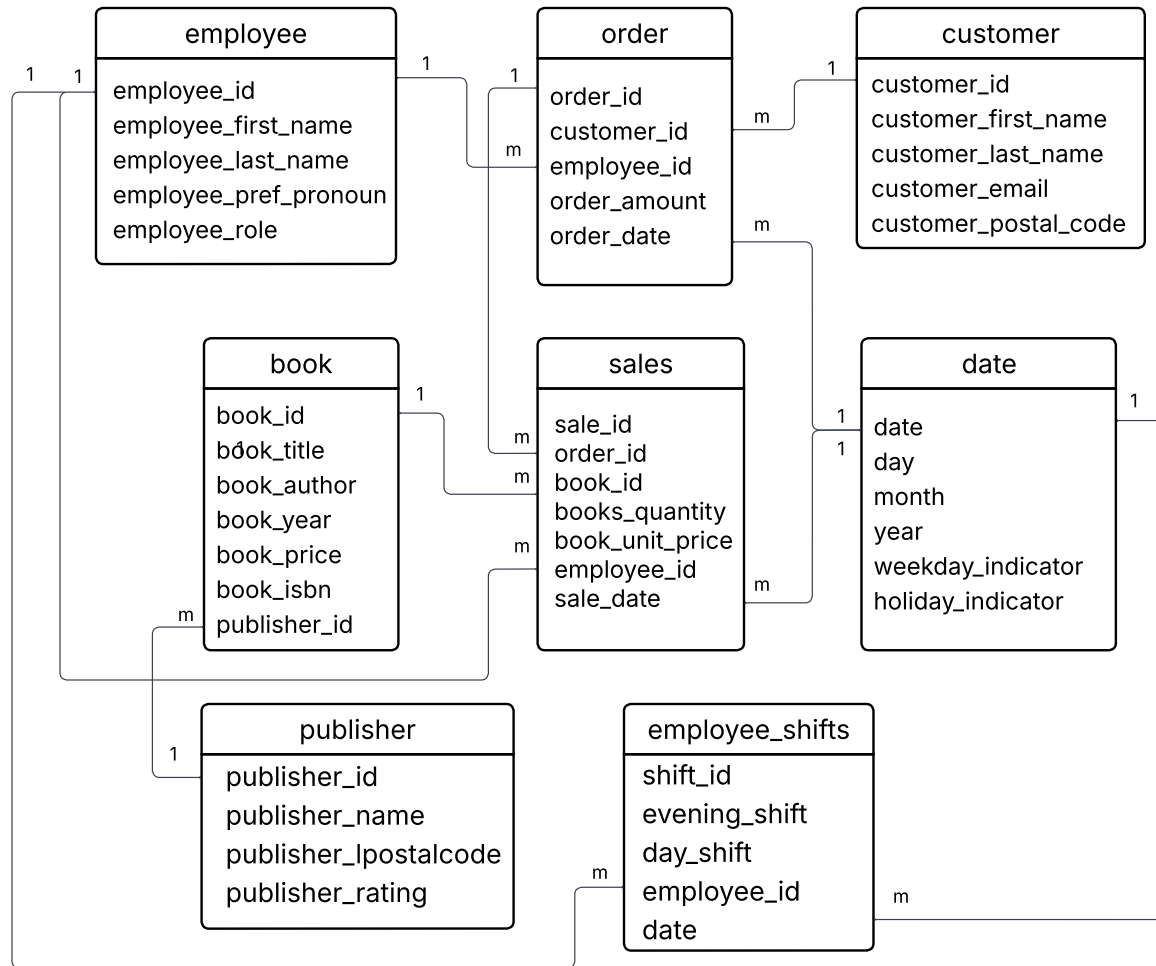 employee
employee_id
employee_first_name
employee_last_name
employee_pref_pronoun
employee_role
1
1
1
order
order_id
customer_id
employee_id
order_amount
order_date
1
m
m
m
customer
customer_id
customer_first_name
customer_last_name
customer_email
customer_postal_code
1
book
book_id
book_title
1
book_author
book_year
book_price
book_isbn
publisher_id
1
m
sales
sale_id
order_id
book_id
books_quantity
book_unit_price
employee_id
sale_date
m
m
m
m
date
date
day
month
year
weekday_indicator
holiday_indicator
1
1
1
publisher
publisher_id
publisher_name
publisher_lpostalcode
publisher_rating
1
employee_shifts
shift_id
evening_shift
day_shift
employee_id
date
m
m